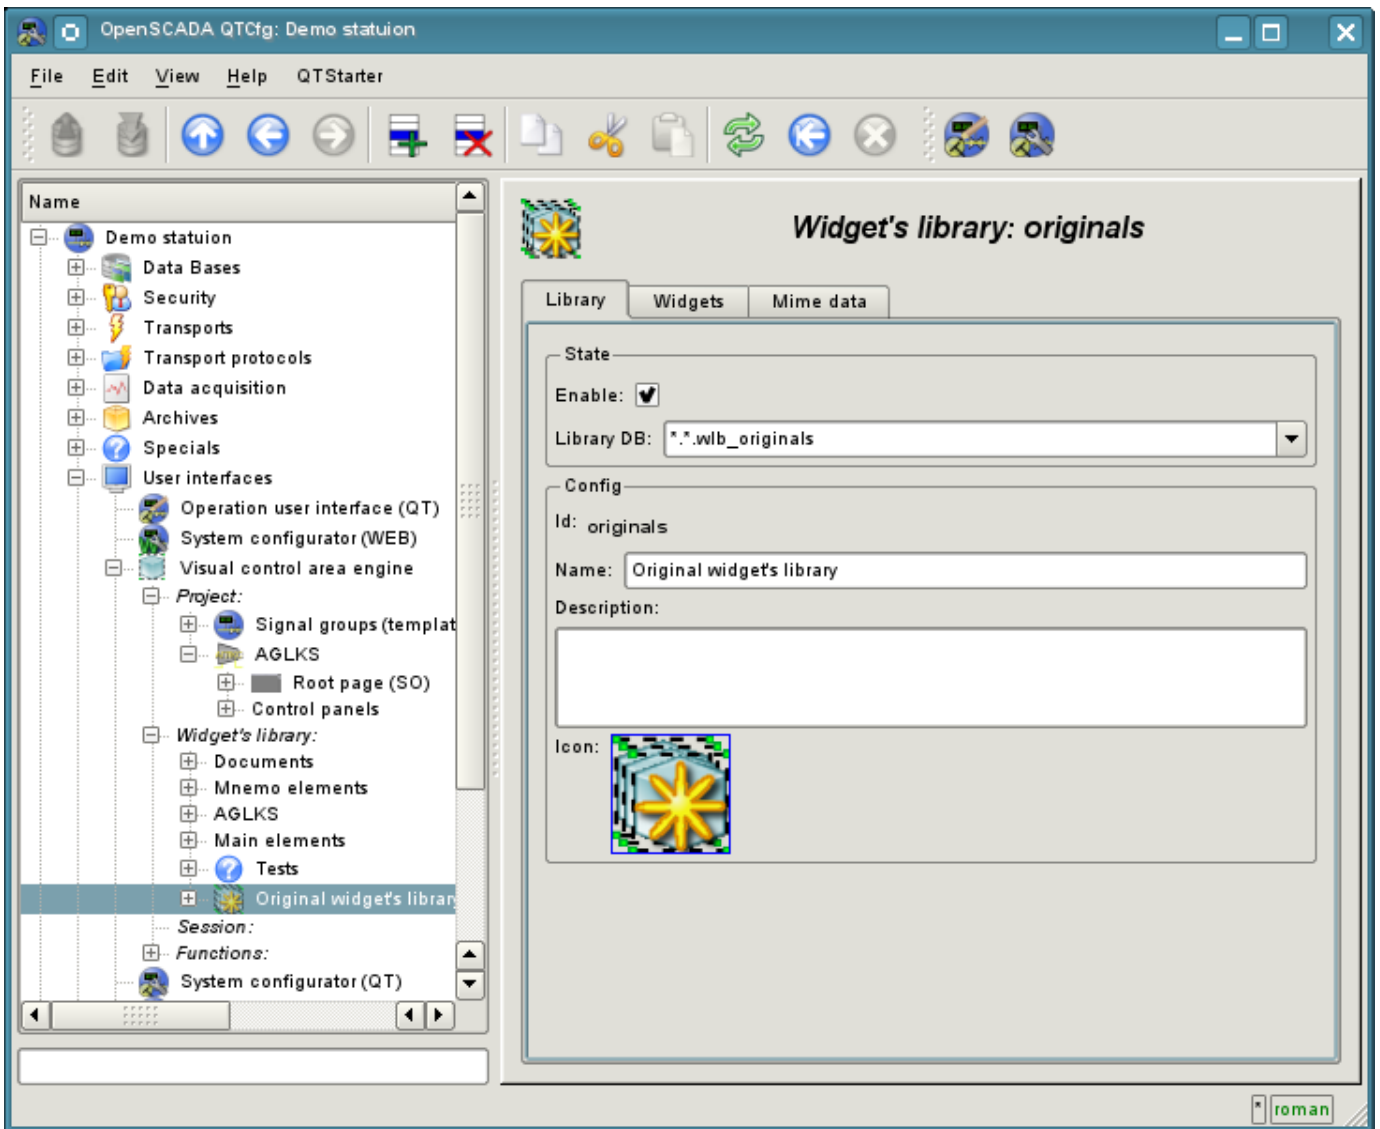 OpenSCADA QTCfg: Demo statuion
File Edit View Help QTStarter
Name
Demo statuion
Data Bases
Security
Transports
Transport protocols
Data acquisition
Archives
Specials
User interfaces
Operation user interface (QT)
System configurator (WEB)
Visual control area engine
Project:
Signal groups (templat
AGLKS
Root page (SO)
Control panels
Widget's library:
Documents
Mnemo elements
AGLKS
Main elements
Tests
Original widget's library
Session:
Functions:
System configurator (QT)
Widget's library: originals
Library Widgets Mime data
State
Enable:
Library DB: *.*.wlb_originals
Config
Id: originals
Name: Original widget's library
Description:
Icon:
* roman